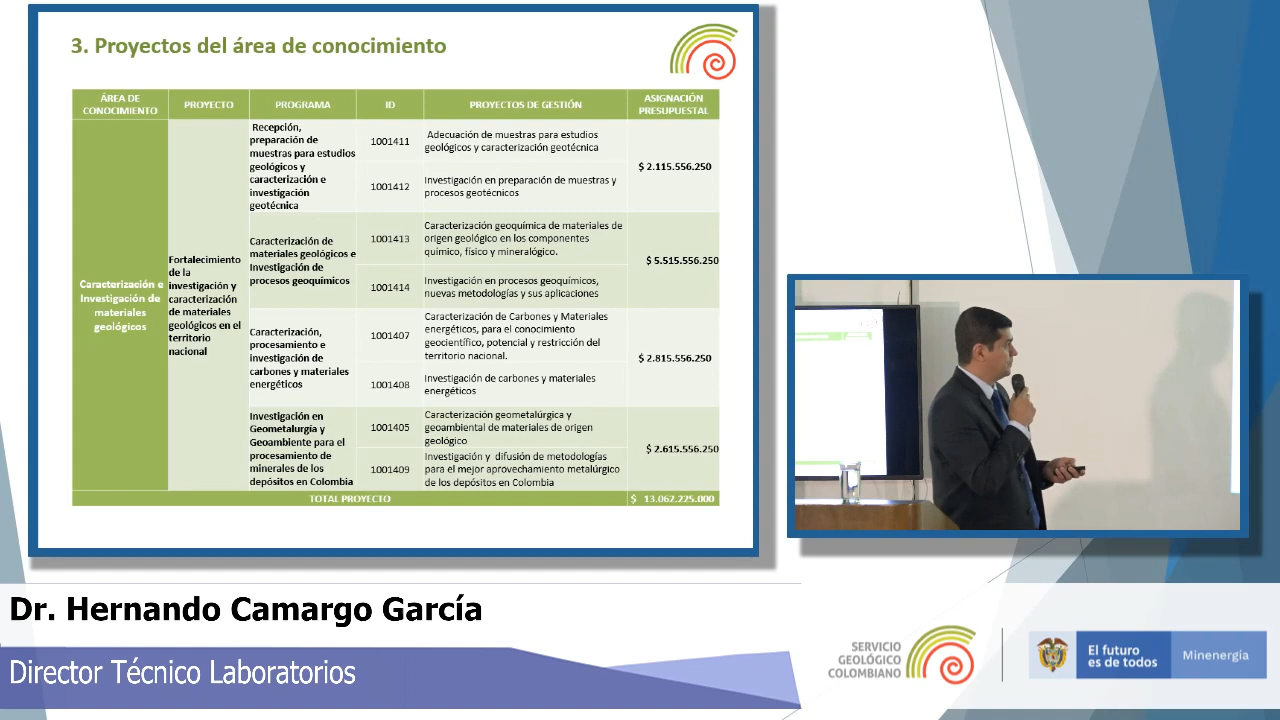 3. Proyectos del área de conocimiento
ÁREA DE
CONOCIMIENTO
PROYECTO
PROGRAMA
ID
PROYECTOS DE GESTIÓN
ASIGNACIÓN
PRESUPUESTAL
Caracterización e
Investigación de
materiales
geológicos
Fortalecimiento
de la
investigación y
caracterización
de materiales
geológicos en el
territorio
nacional
Recepción,
preparación de
muestras para estudios
geológicos y
caracterización e
investigación
geotécnica
1001411
Adecuación de muestras para estudios
geológicos y caracterización geotécnica
$ 2.115.556.250
1001412
Investigación en preparación de muestras y
procesos geotécnicos
Caracterización de
materiales geológicos e
Investigación de
procesos geoquímicos
1001413
Caracterización geoquímica de materiales de
origen geológico en los componentes
químico, físico y mineralógico.
$ 5.515.556.250
1001414
Investigación en procesos geoquímicos,
nuevas metodologías y sus aplicaciones
Caracterización,
procesamiento e
investigación de
carbones y materiales
energéticos
1001407
Caracterización de Carbones y Materiales
energéticos, para el conocimiento
geocientífico, potencial y restricción del
territorio nacional.
$ 2.815.556.250
1001408
Investigación de carbones y materiales
energéticos
Investigación en
Geometalurgía y
Geoambiente para el
procesamiento de
minerales de los
depósitos en Colombia
1001405
Caracterización geometalúrgica y
geoambiental de materiales de origen
geológico
$ 2.615.556.250
1001409
Investigación y difusión de metodologías
para el mejor aprovechamiento metalúrgico
de los depósitos en Colombia
TOTAL PROYECTO
$ 13.062.225.000
Dr. Hernando Camargo García
Director Técnico Laboratorios
SERVICIO
GEOLÓGICO
COLOMBIANO
El futuro
es de todos
Minenergía